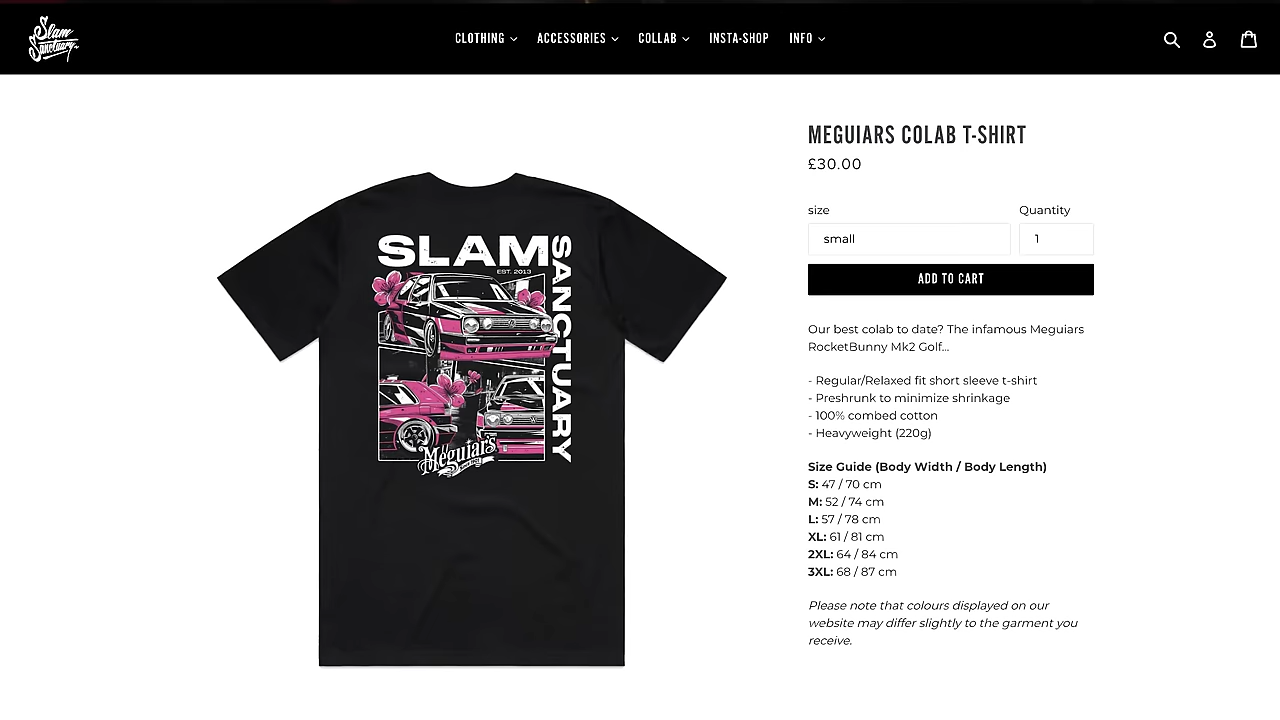 Slam
Sanctuary
CLOTHING
ACCESSORIES
COLLAB
INSTA-SHOP
INFO
SLAM
SANCTUARY
EST. 2013
Meguiar's
MEGUIARS COLAB T-SHIRT
£30.00
size
Quantity
small
1
ADD TO CART
Our best colab to date? The infamous Meguiars
RocketBunny Mk2 Golf...
- Regular/Relaxed fit short sleeve t-shirt
- Preshrunk to minimize shrinkage
- 100% combed cotton
- Heavyweight (220g)
Size Guide (Body Width / Body Length)
S: 47 / 70 cm
M: 52 / 74 cm
L: 57 / 78 cm
XL: 61 / 81 cm
2XL: 64 / 84 cm
3XL: 68 / 87 cm
Please note that colours displayed on our
website may differ slightly to the garment you
receive.